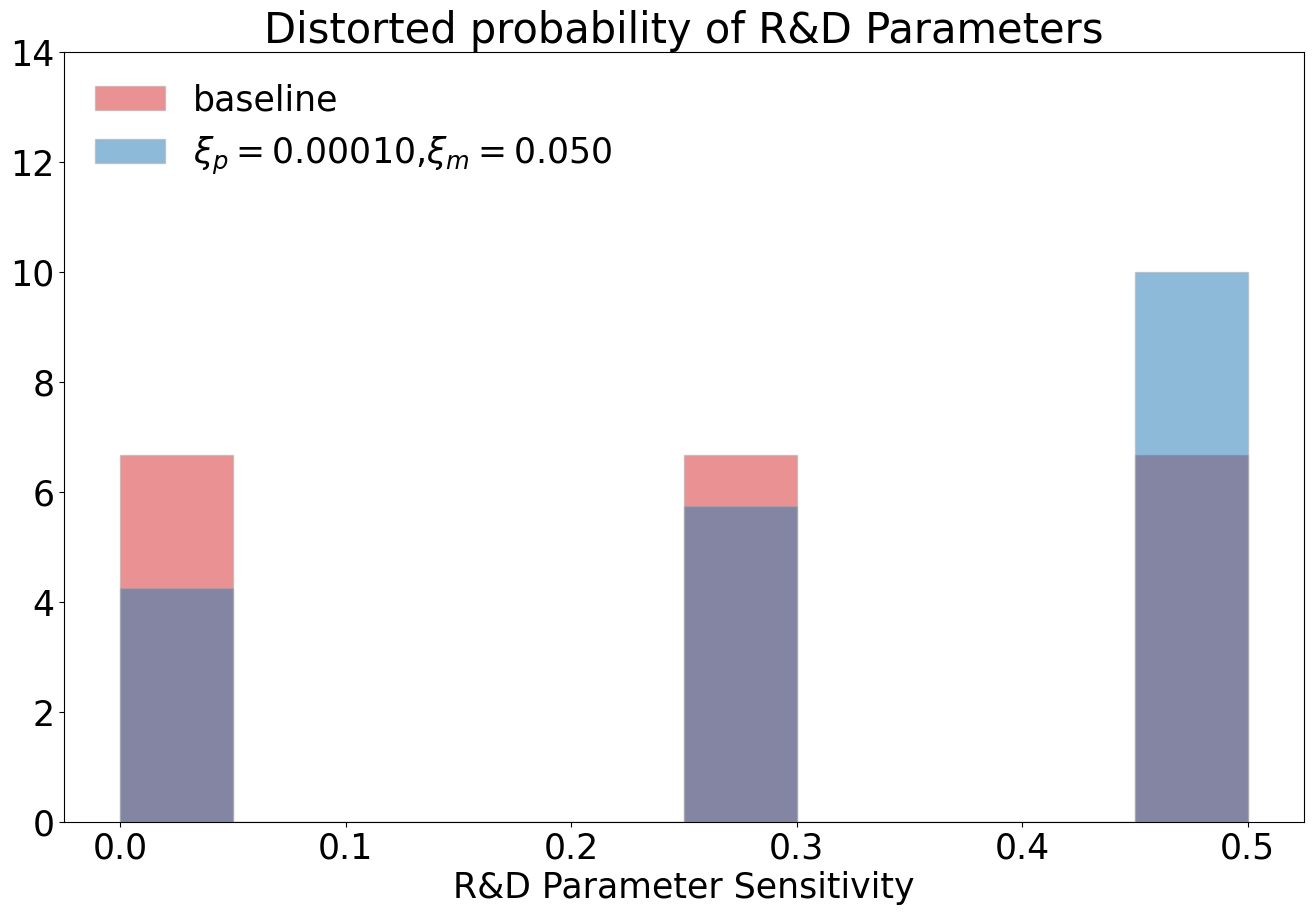 Distorted probability of R&D Parameters
14
12
10
8
6
4
2
0
baseline
ξₚ = 0.00010,ξₘ = 0.050
0.0 0.1 0.2 0.3 0.4 0.5
R&D Parameter Sensitivity